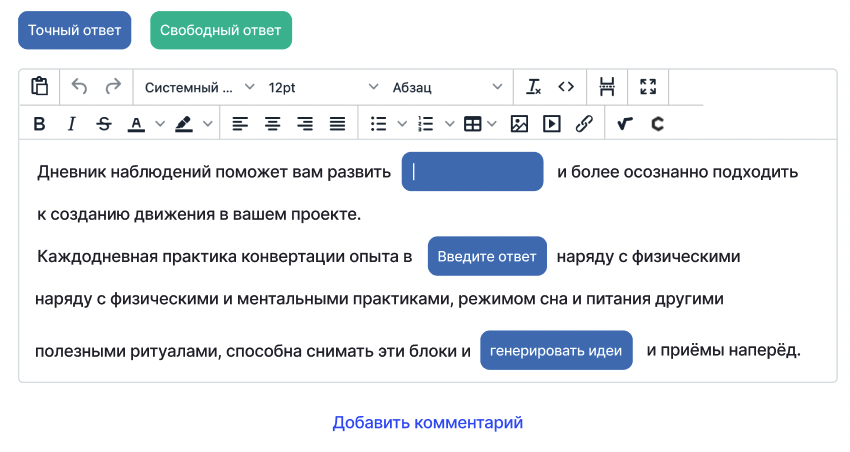 Точный ответ Свободный ответ
Системный ... 12pt Абзац
B I S A
Дневник наблюдений поможет вам развить и более осознанно подходить
к созданию движения в вашем проекте.
Каждодневная практика конвертации опыта в Введите ответ наряду с физическими
наряду с физическими и ментальными практиками, режимом сна и питания другими
полезными ритуалами, способна снимать эти блоки и генерировать идеи и приёмы наперёд.
Добавить комментарий